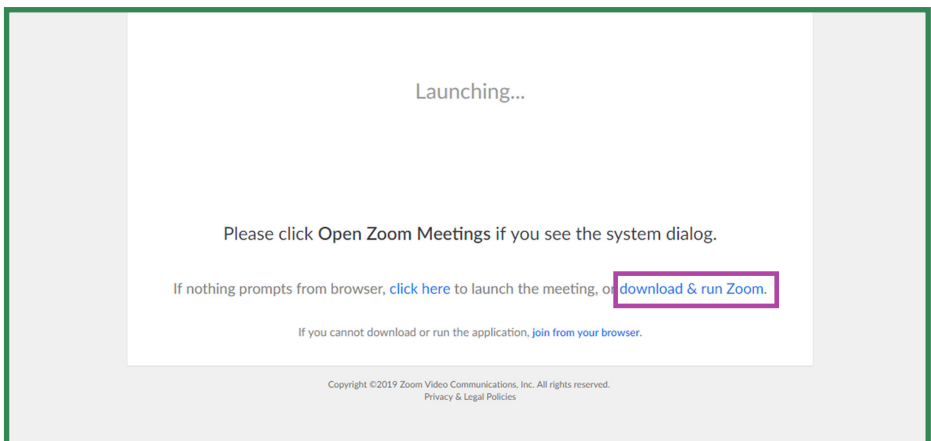 Launching...
Please click Open Zoom Meetings if you see the system dialog.
If nothing prompts from browser, click here to launch the meeting, or download & run Zoom.
If you cannot download or run the application, join from your browser.
Copyright ©2019 Zoom Video Communications, Inc. All rights reserved.
Privacy & Legal Policies